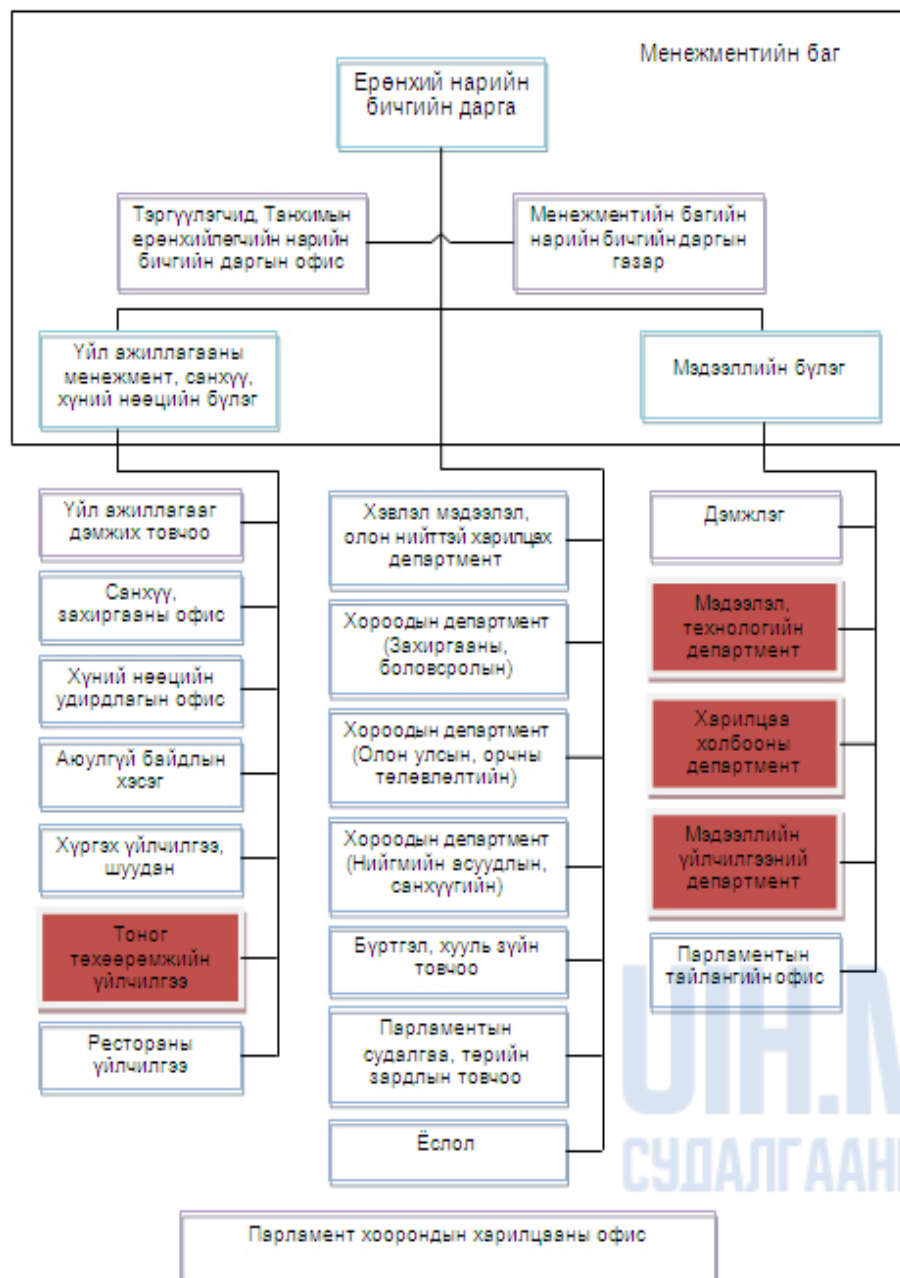 Менежментийн баг
Ерөнхий нарийн
бичгийн дарга
Тэргүүлэгчид, Танхимын
ерөнхийлөгчийн нарийн
бичгийн даргын офис
Менежментийн багийн
нарийн бичгийн даргын
газар
Үйл ажиллагааны
менежмент, санхүү,
хүний нөөцийн бүлэг
Мэдээллийн бүлэг
Үйл ажиллагааг
дэмжих товчоо
Санхүү,
захиргааны офис
Хүний нөөцийн
удирдлагын офис
Аюулгүй байдлын
хэсэг
Хүргэх үйлчилгээ,
шуудан
Тоног
төхөөрөмжийн
үйлчилгээ
Рестораны
үйлчилгээ
Хэвлэл мэдээлэл,
олон нийттэй харилцах
департмент
Хороодын департмент
(Захиргааны,
боловсролын)
Хороодын департмент
(Олон улсын, орчны
төлөвлөлтийн)
Хороодын департмент
(Нийгмийн асуудлын,
санхүүгийн)
Бүртгэл, хууль зүйн
товчоо
Парламентын
судалгаа, төрийн
зардлын товчоо
Ёслол
Дэмжлэг
Мэдээлэл,
технологийн
департмент
Харилцаа
холбооны
департмент
Мэдээллийн
үйлчилгээний
департмент
Парламентын
тайлангийн офис
UIH.M
СУДАЛГААНЫ
Парламент хоорондын харилцааны офис